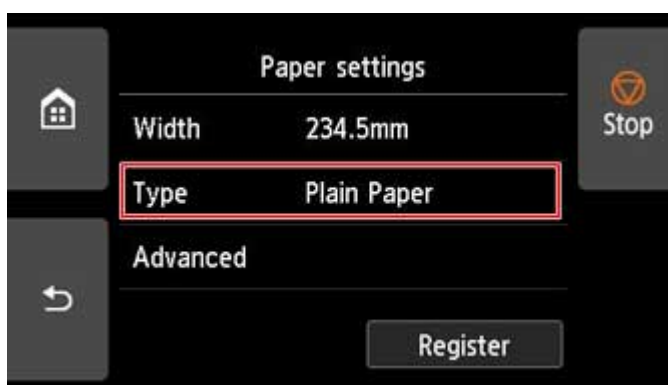 Paper settings
Width 234.5mm
Stop
Type Plain Paper
Advanced
Register